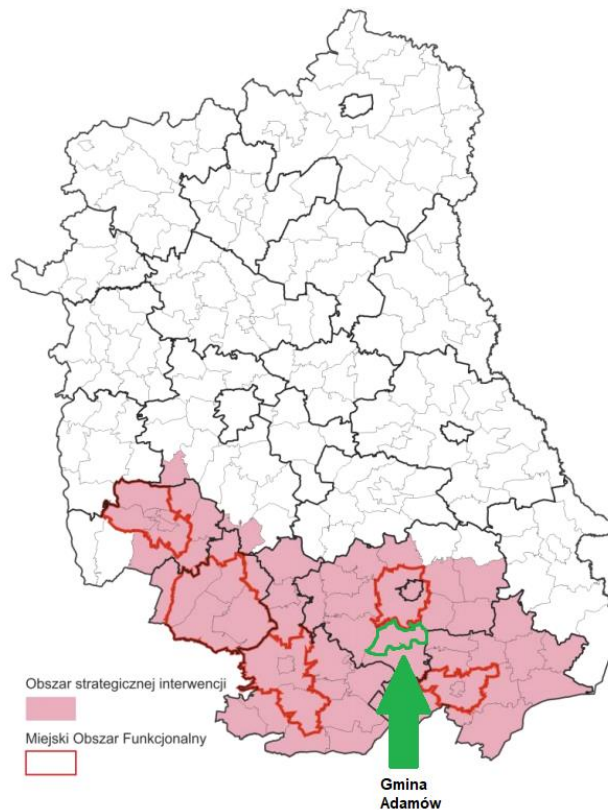 Obszar strategicznej interwencji
Miejski Obszar Funkcjonalny
Gmina
Adamów